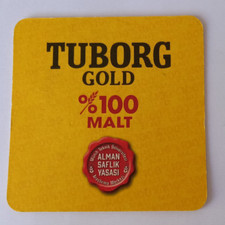 TUBORG
GOLD
%100
MALT
ALMAN
SAFLIK
YASASI